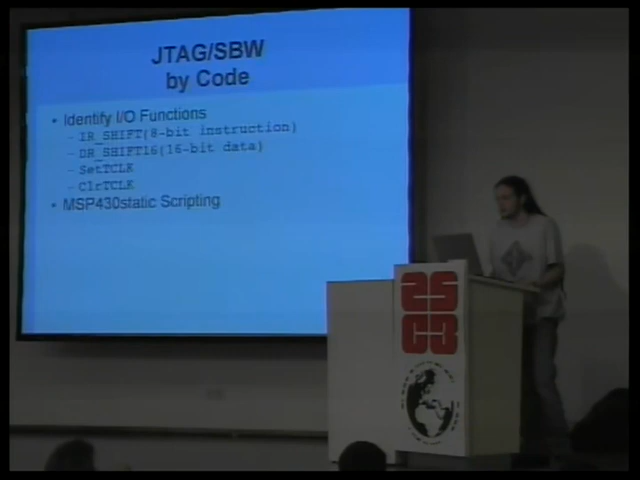 JTAG/SBW
by Code
• Identify I/O Functions
– IR_SHIFT(8-bit instruction)
– DR_SHIFT16(16-bit data)
– SetTCLK
– ClrTCLK
• MSP430static Scripting
25
C3